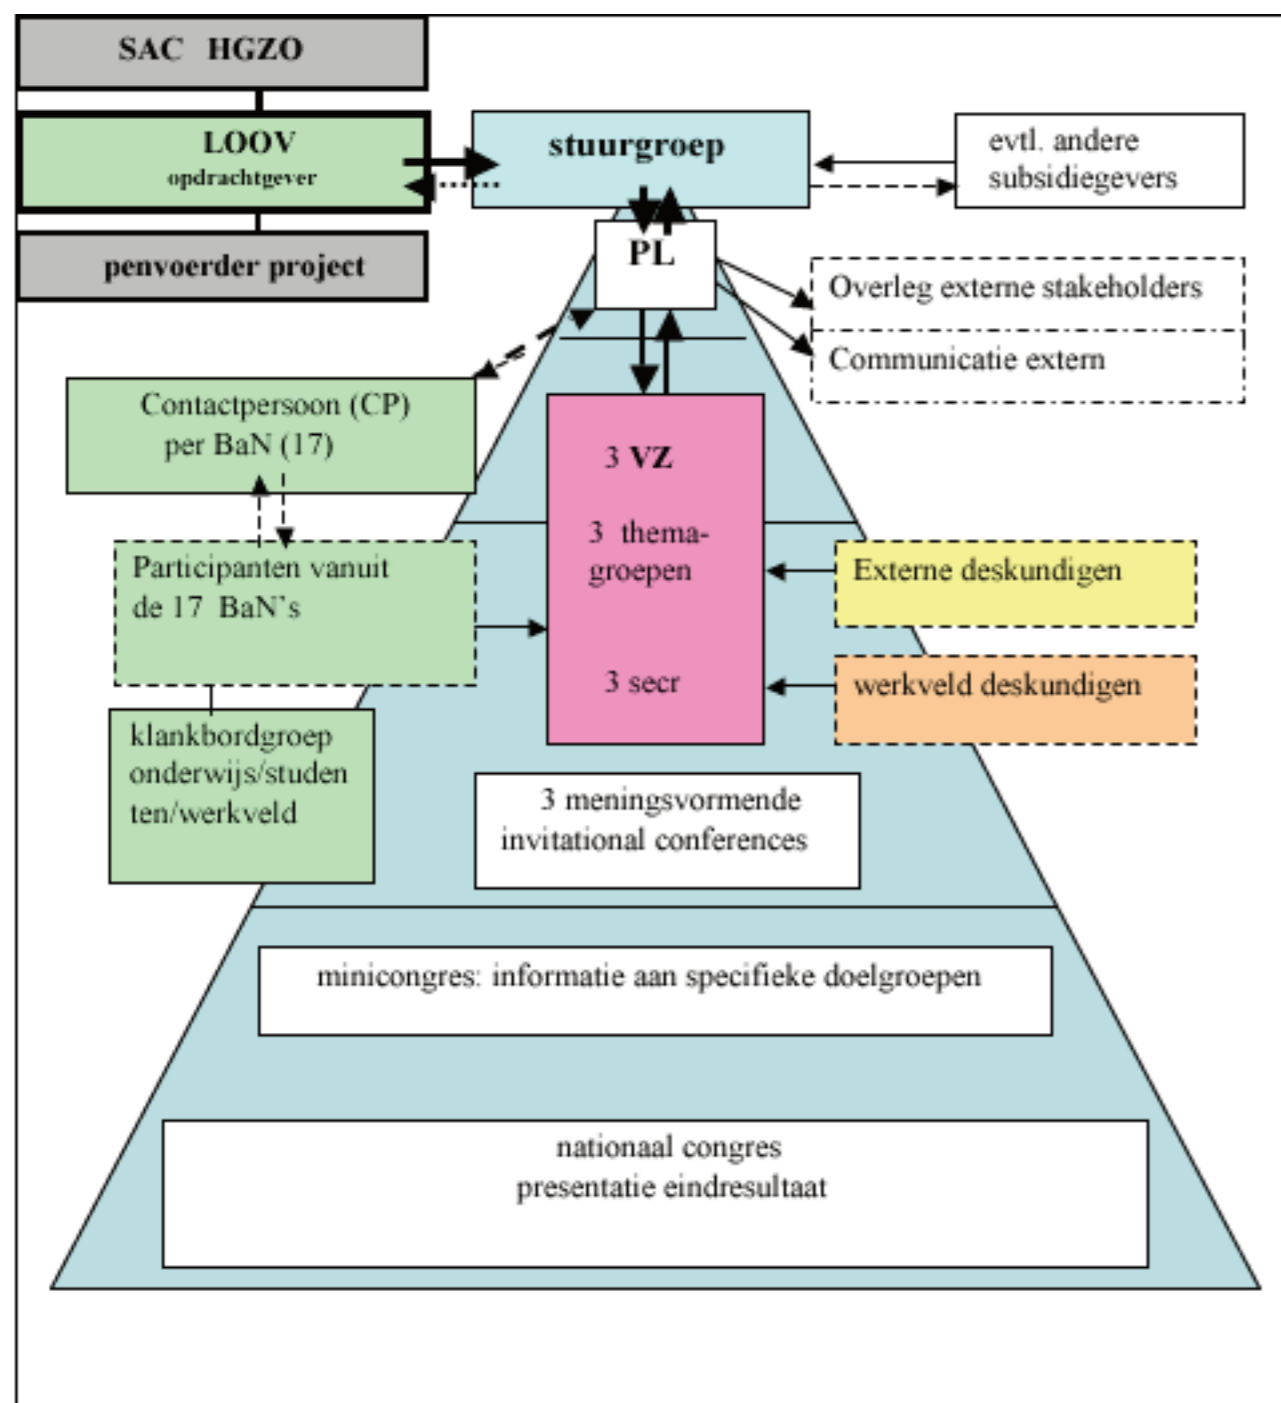 SAC HGZO
LOOV
opdrachtgever
penvoerder project
stuurgroep
evtl. andere
subsidiegevers
PL
Overleg externe stakeholders
Communicatie extern
Contactpersoon (CP)
per BaN (17)
Participanten vanuit
de 17 BaN’s
klankbordgroep
onderwijs/studen
ten/werkveld
3 VZ
3 thema-
groepen
3 secr
Externe deskundigen
werkveld deskundigen
3 meningsvormende
invitational conferences
minicongres: informatie aan specifieke doelgroepen
nationaal congres
presentatie eindresultaat